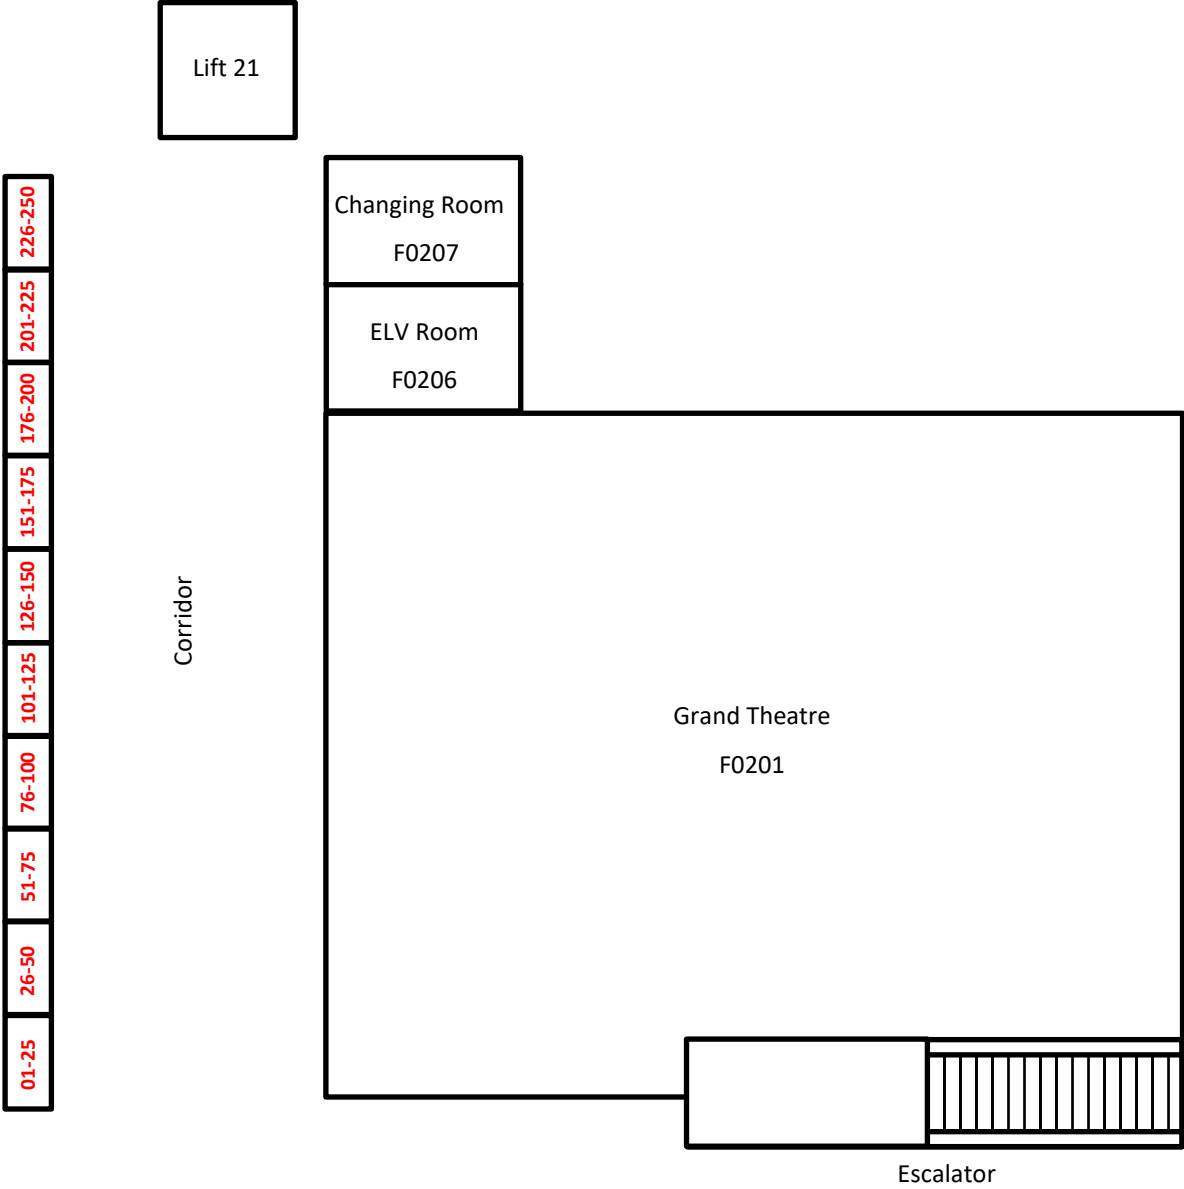 Lift 21
Changing Room
F0207
ELV Room
F0206
226-250
201-225
176-200
151-175
126-150
101-125
76-100
51-75
26-50
01-25
Corridor
Grand Theatre
F0201
Escalator